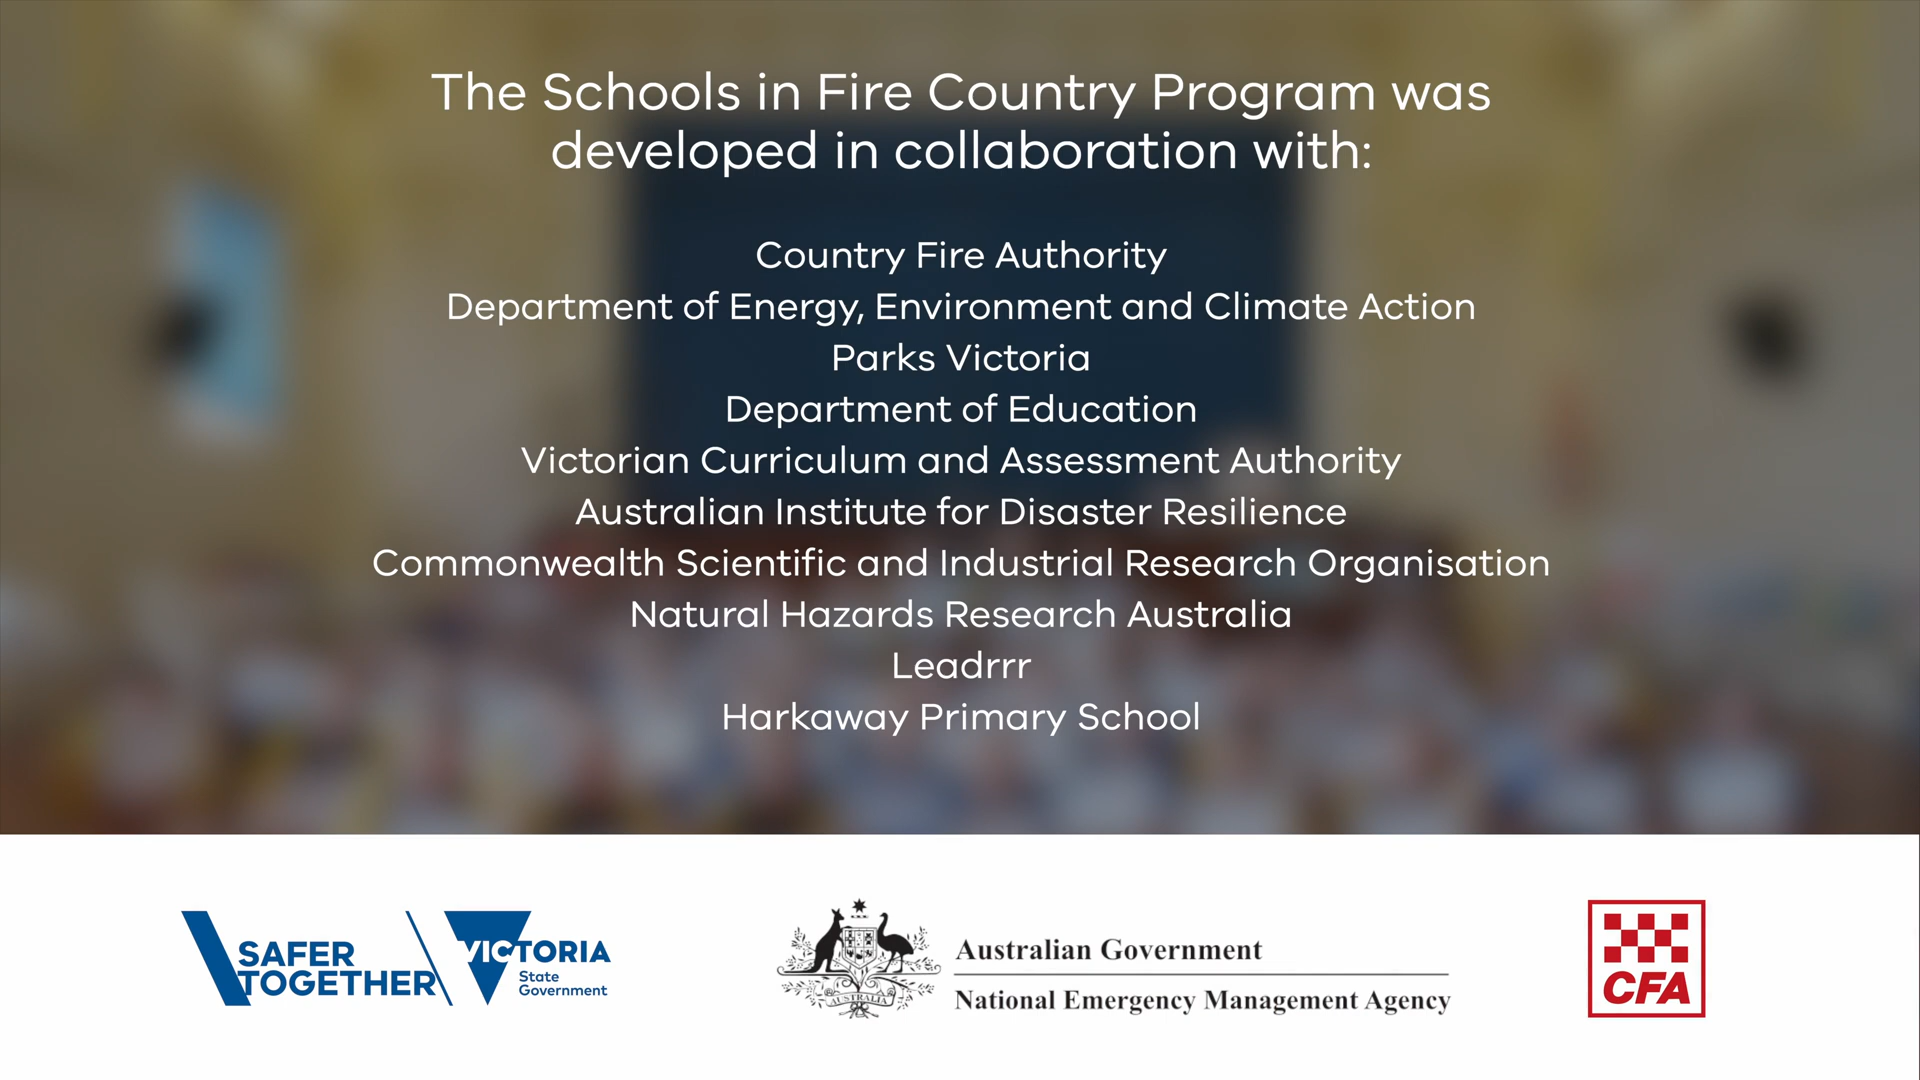 The Schools in Fire Country Program was
developed in collaboration with:
Country Fire Authority
Department of Energy, Environment and Climate Action
Parks Victoria
Department of Education
Victorian Curriculum and Assessment Authority
Australian Institute for Disaster Resilience
Commonwealth Scientific and Industrial Research Organisation
Natural Hazards Research Australia
Leadrrr
Harkaway Primary School
SAFER
TOGETHER
VICTORIA
State
Government
AUSTRALIA
Australian Government
National Emergency Management Agency
CFA